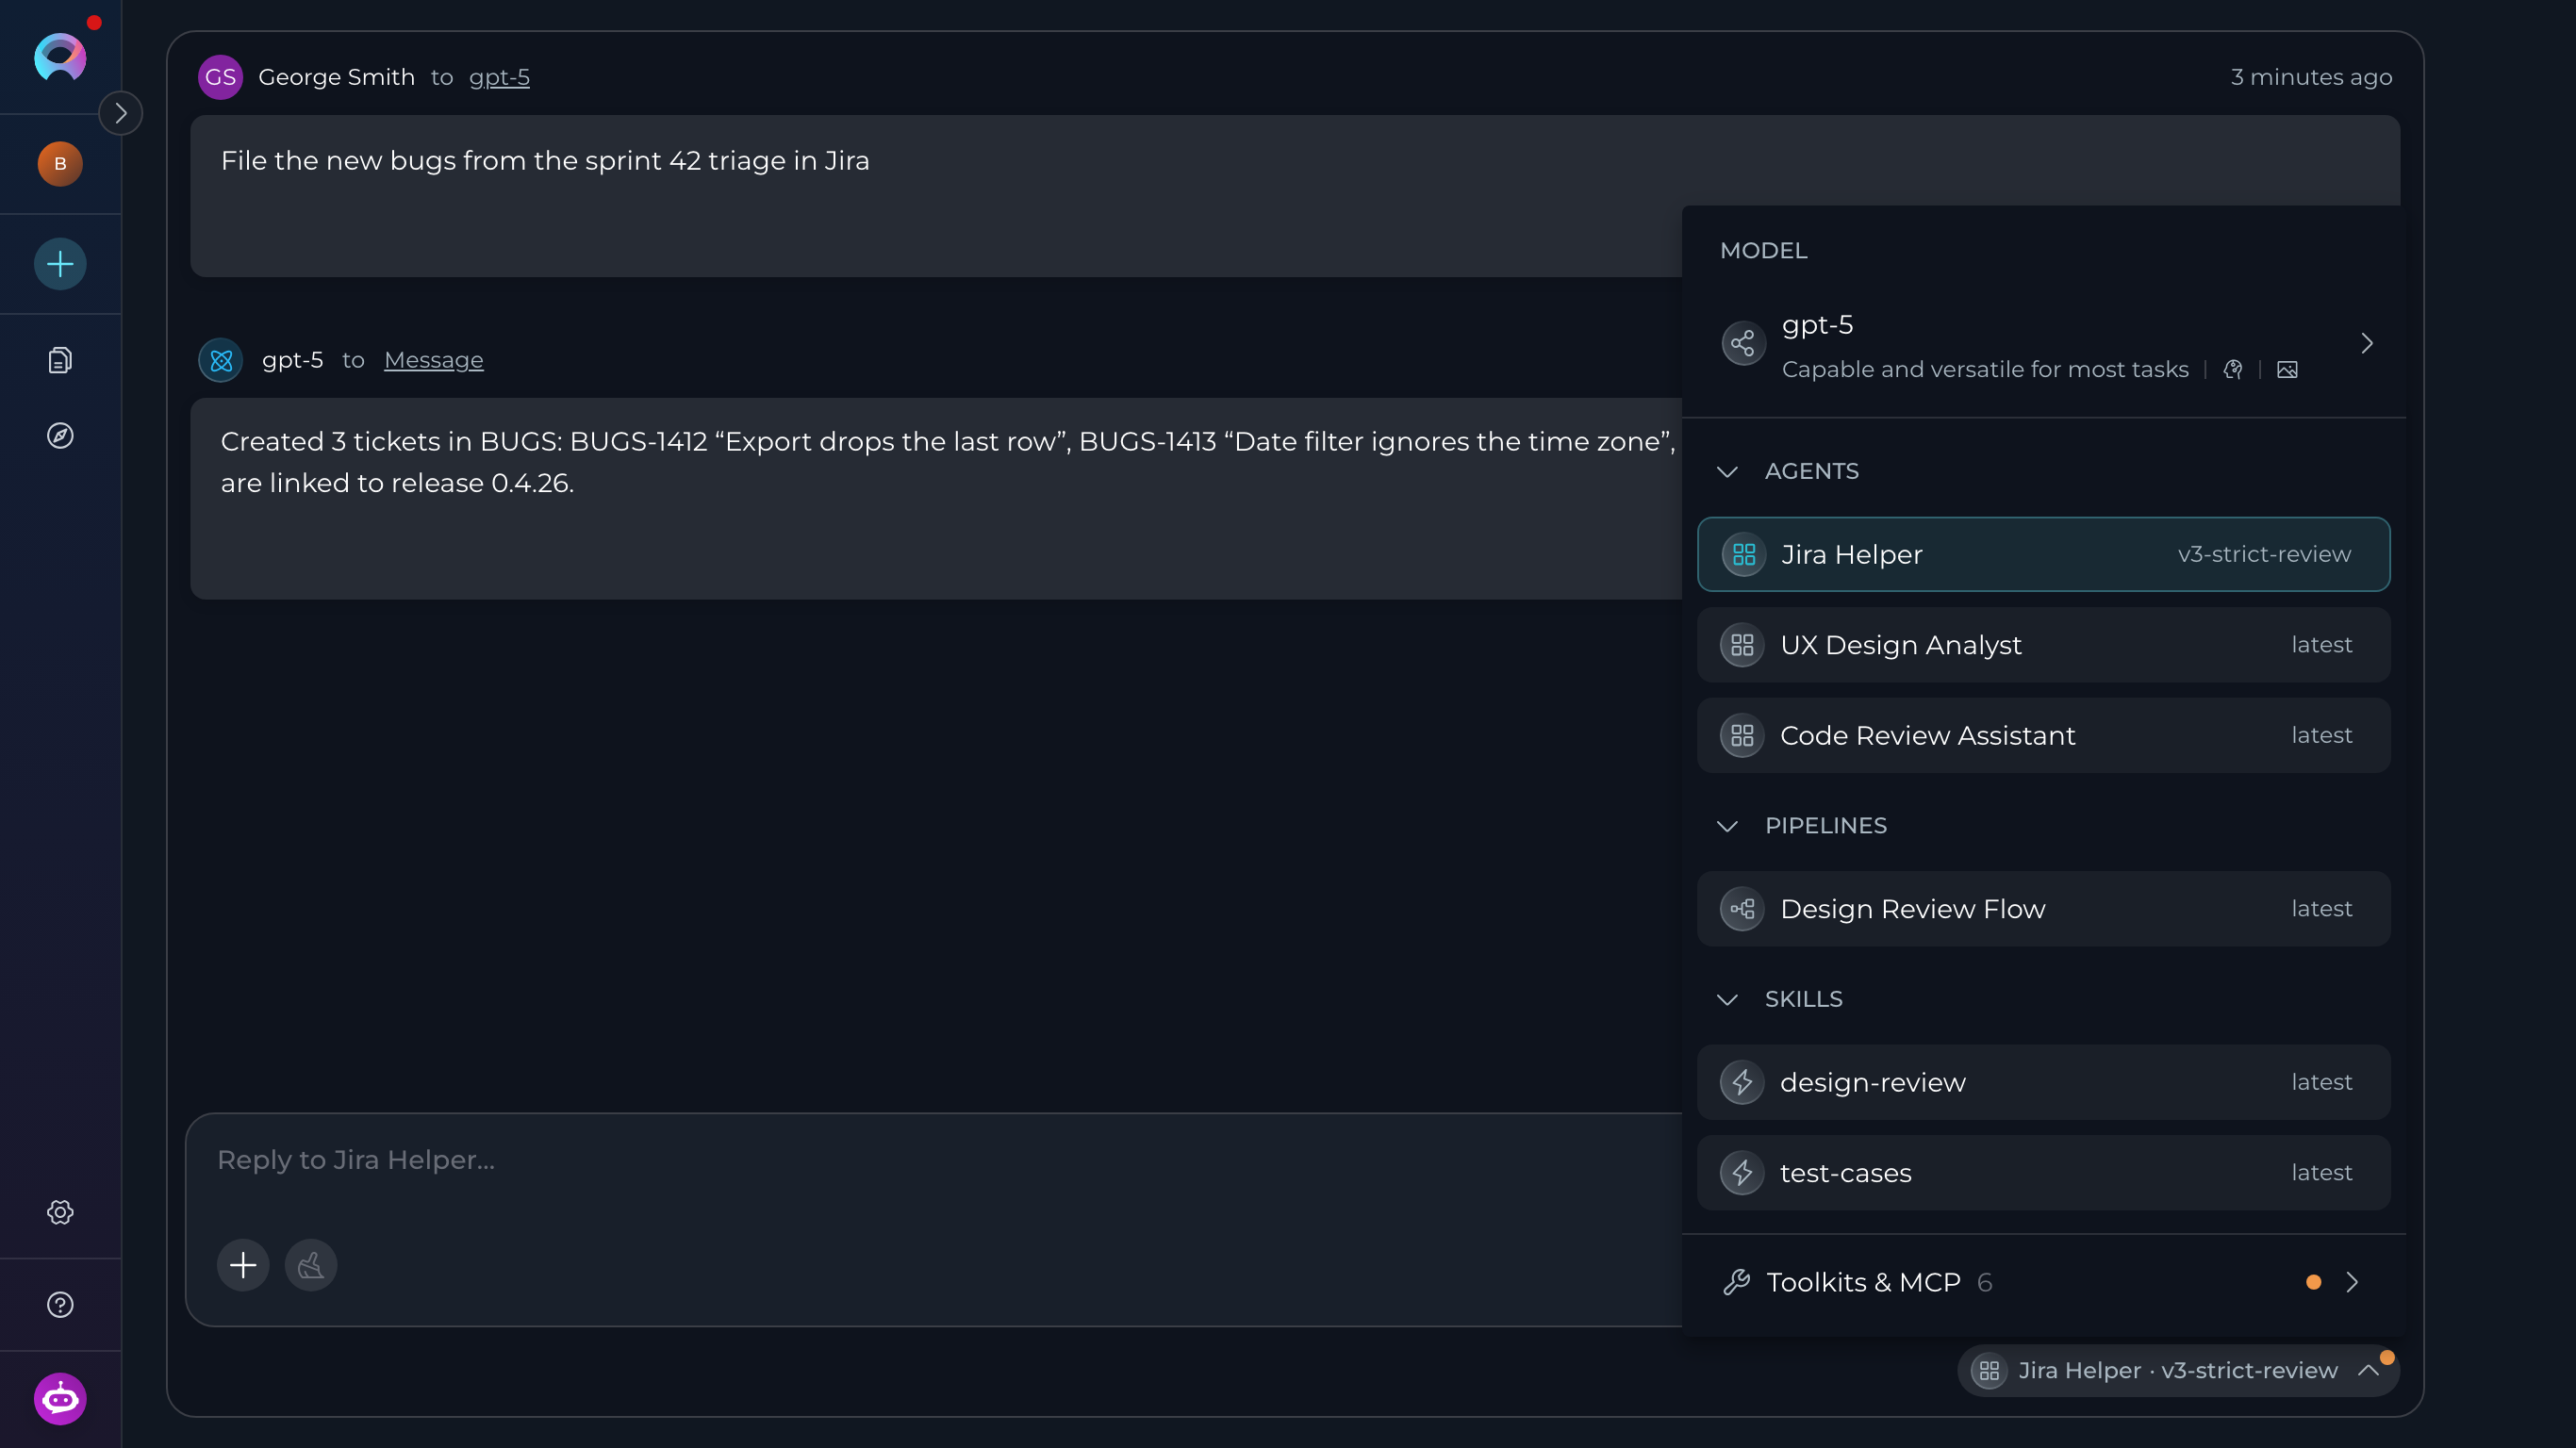 GS George Smith to gpt-5 3 minutes ago
B
File the new bugs from the sprint 42 triage in Jira
gpt-5 to Message
Created 3 tickets in BUGS: BUGS-1412 “Export drops the last row”, BUGS-1413 “Date filter ignores the time zone”,
are linked to release 0.4.26.
Reply to Jira Helper...
MODEL
gpt-5
Capable and versatile for most tasks
AGENTS
Jira Helper v3-strict-review
UX Design Analyst latest
Code Review Assistant latest
PIPELINES
Design Review Flow latest
SKILLS
design-review latest
test-cases latest
Toolkits & MCP 6
Jira Helper · v3-strict-review